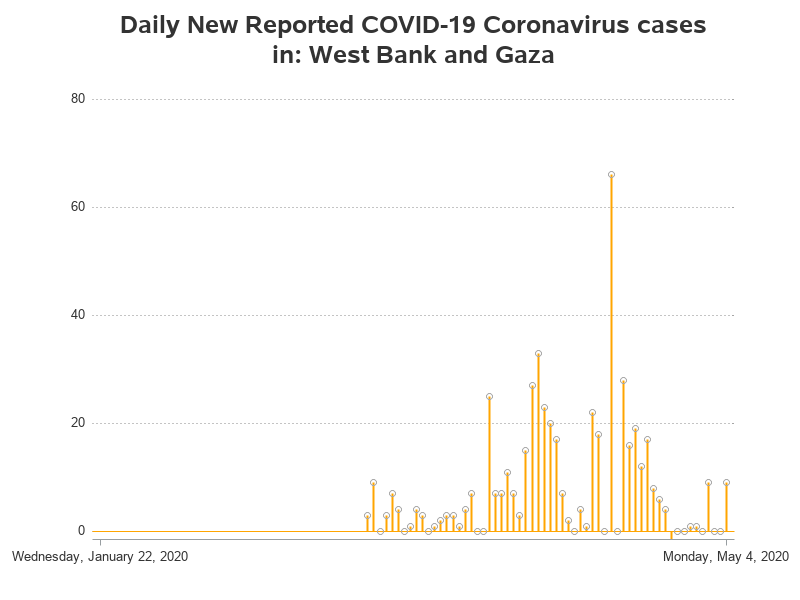 Daily New Reported COVID-19 Coronavirus cases
in: West Bank and Gaza
80
60
40
20
0
Wednesday, January 22, 2020
Monday, May 4, 2020